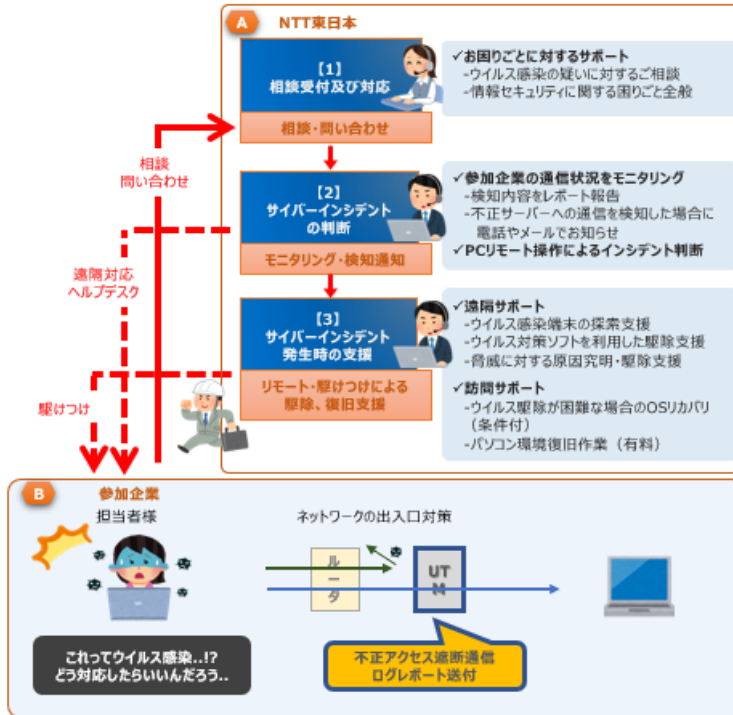 A NTT東日本
【1】
相談受付及び対応
相談・問い合わせ
✓お困りごとに対するサポート
-ウイルス感染の疑いに対するご相談
-情報セキュリティに関する困りごと全般
相談
問い合わせ
【2】
サイバーインシデント
の判断
モニタリング・検知通知
✓参加企業の通信状況をモニタリング
-検知内容をレポート報告
-不正サーバーへの通信を検知した場合に
電話やメールでお知らせ
✓PCリモート操作によるインシデント判断
遠隔対応
ヘルプデスク
【3】
サイバーインシデント
発生時の支援
リモート・駆けつけによる
駆除、復旧支援
✓遠隔サポート
-ウイルス感染端末の探索支援
-ウイルス対策ソフトを利用した駆除支援
-脅威に対する原因究明・駆除支援
✓訪問サポート
-ウイルス駆除が困難な場合のOSリカバリ
（条件付）
-パソコン環境復旧作業（有料）
駆けつけ
B 参加企業
担当者様
ネットワークの出入口対策
ルータ
UT
M
これってウイルス感染..!?
どう対応したらいいんだろう..
不正アクセス遮断通信
ログレポート送付